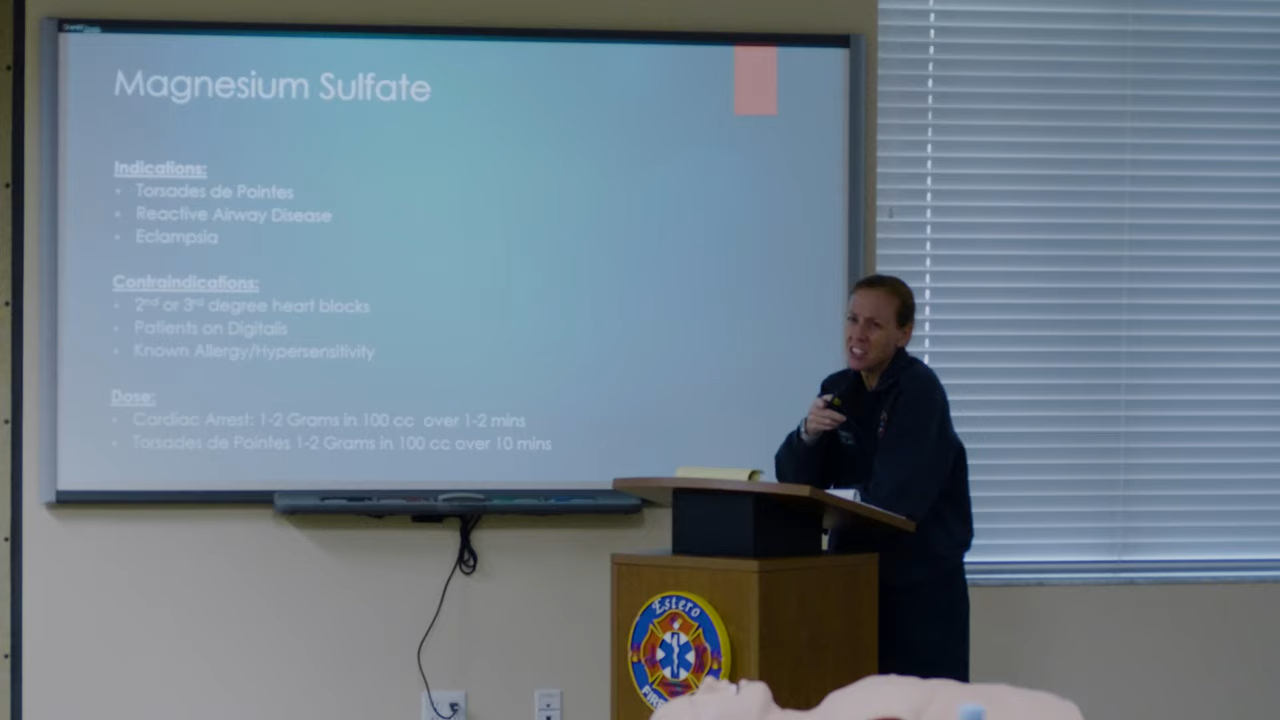 Magnesium Sulfate
Indications:
• Torsades de Pointes
• Reactive Airway Disease
• Eclampsia
Contraindications:
• 2nd or 3rd degree heart blocks
• Patients on Digitalis
• Known Allergy/Hypersensitivity
Dose:
• Cardiac Arrest: 1-2 Grams in 100 cc over 1-2 mins
• Torsades de Pointes 1-2 Grams in 100 cc over 10 mins
Estero
FIRE